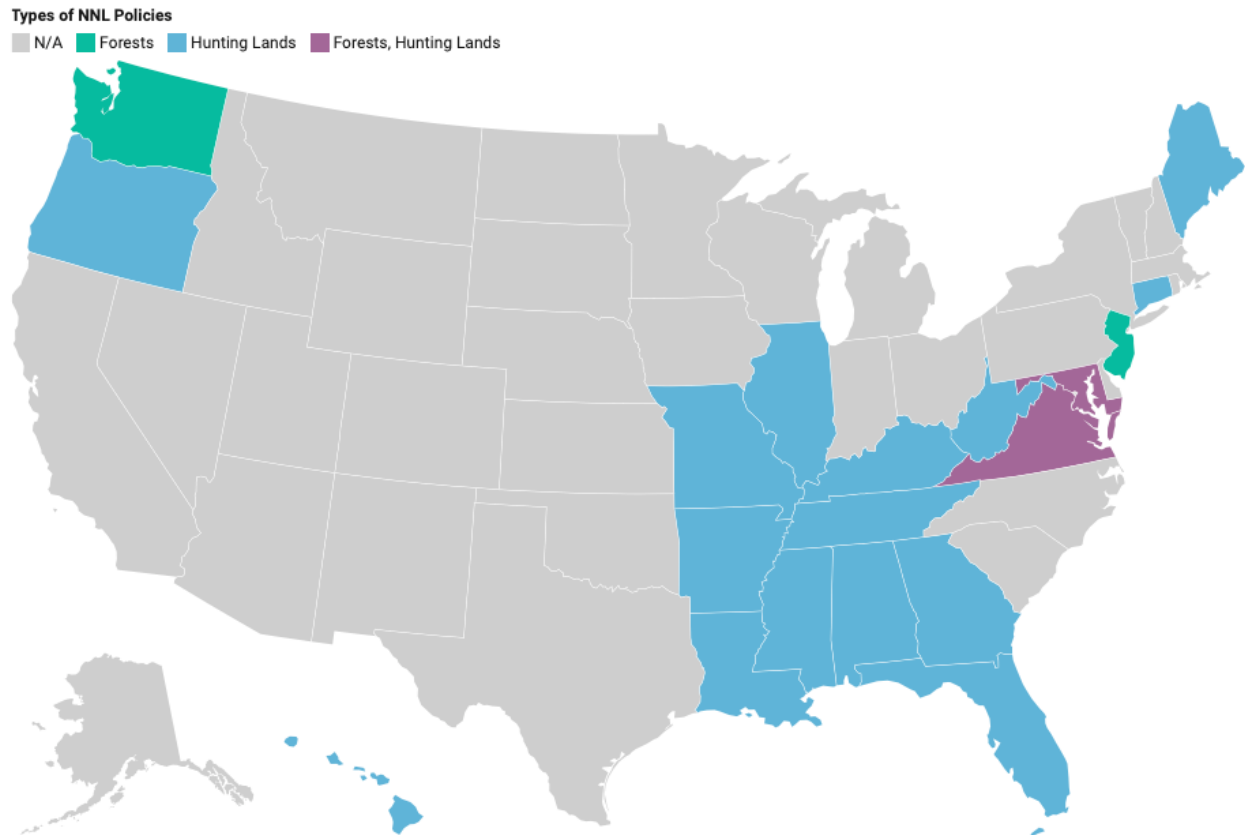 Types of NNL Policies
N/A Forests Hunting Lands Forests, Hunting Lands